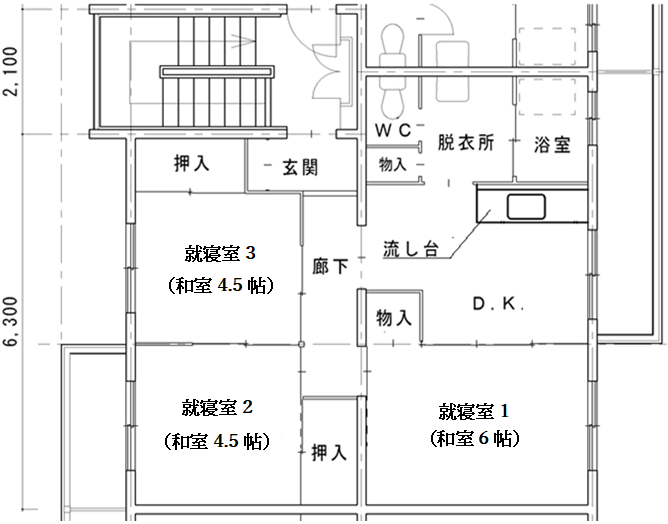 2,100
6,300
WC
脱衣所
浴室
押入
玄関
物入
就寝室3
(和室4.5帖)
廊下
流し台
D.K.
物入
就寝室2
(和室4.5帖)
就寝室1
(和室6帖)
押入